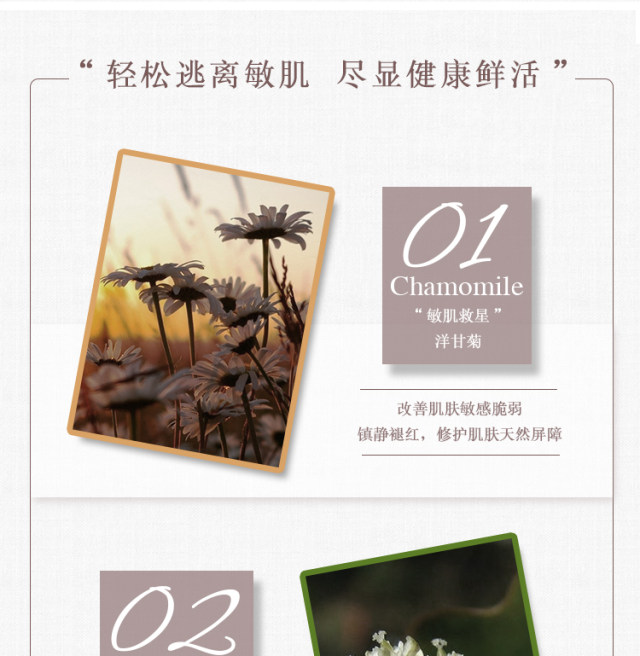 “轻松逃离敏肌 尽显健康鲜活”
01
Chamomile
“敏肌救星”
洋甘菊
改善肌肤敏感脆弱
镇静褪红，修护肌肤天然屏障
02